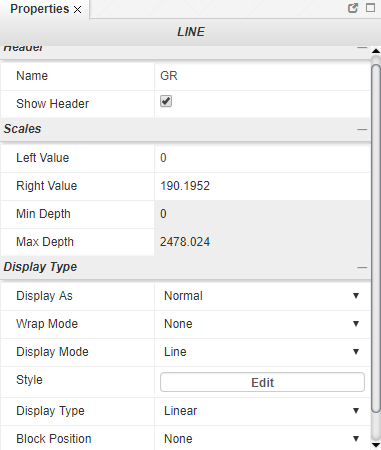 Properties
LINE
Header
Name GR
Show Header
Scales
Left Value 0
Right Value 190.1952
Min Depth 0
Max Depth 2478.024
Display Type
Display As Normal
Wrap Mode None
Display Mode Line
Style Edit
Display Type Linear
Block Position None